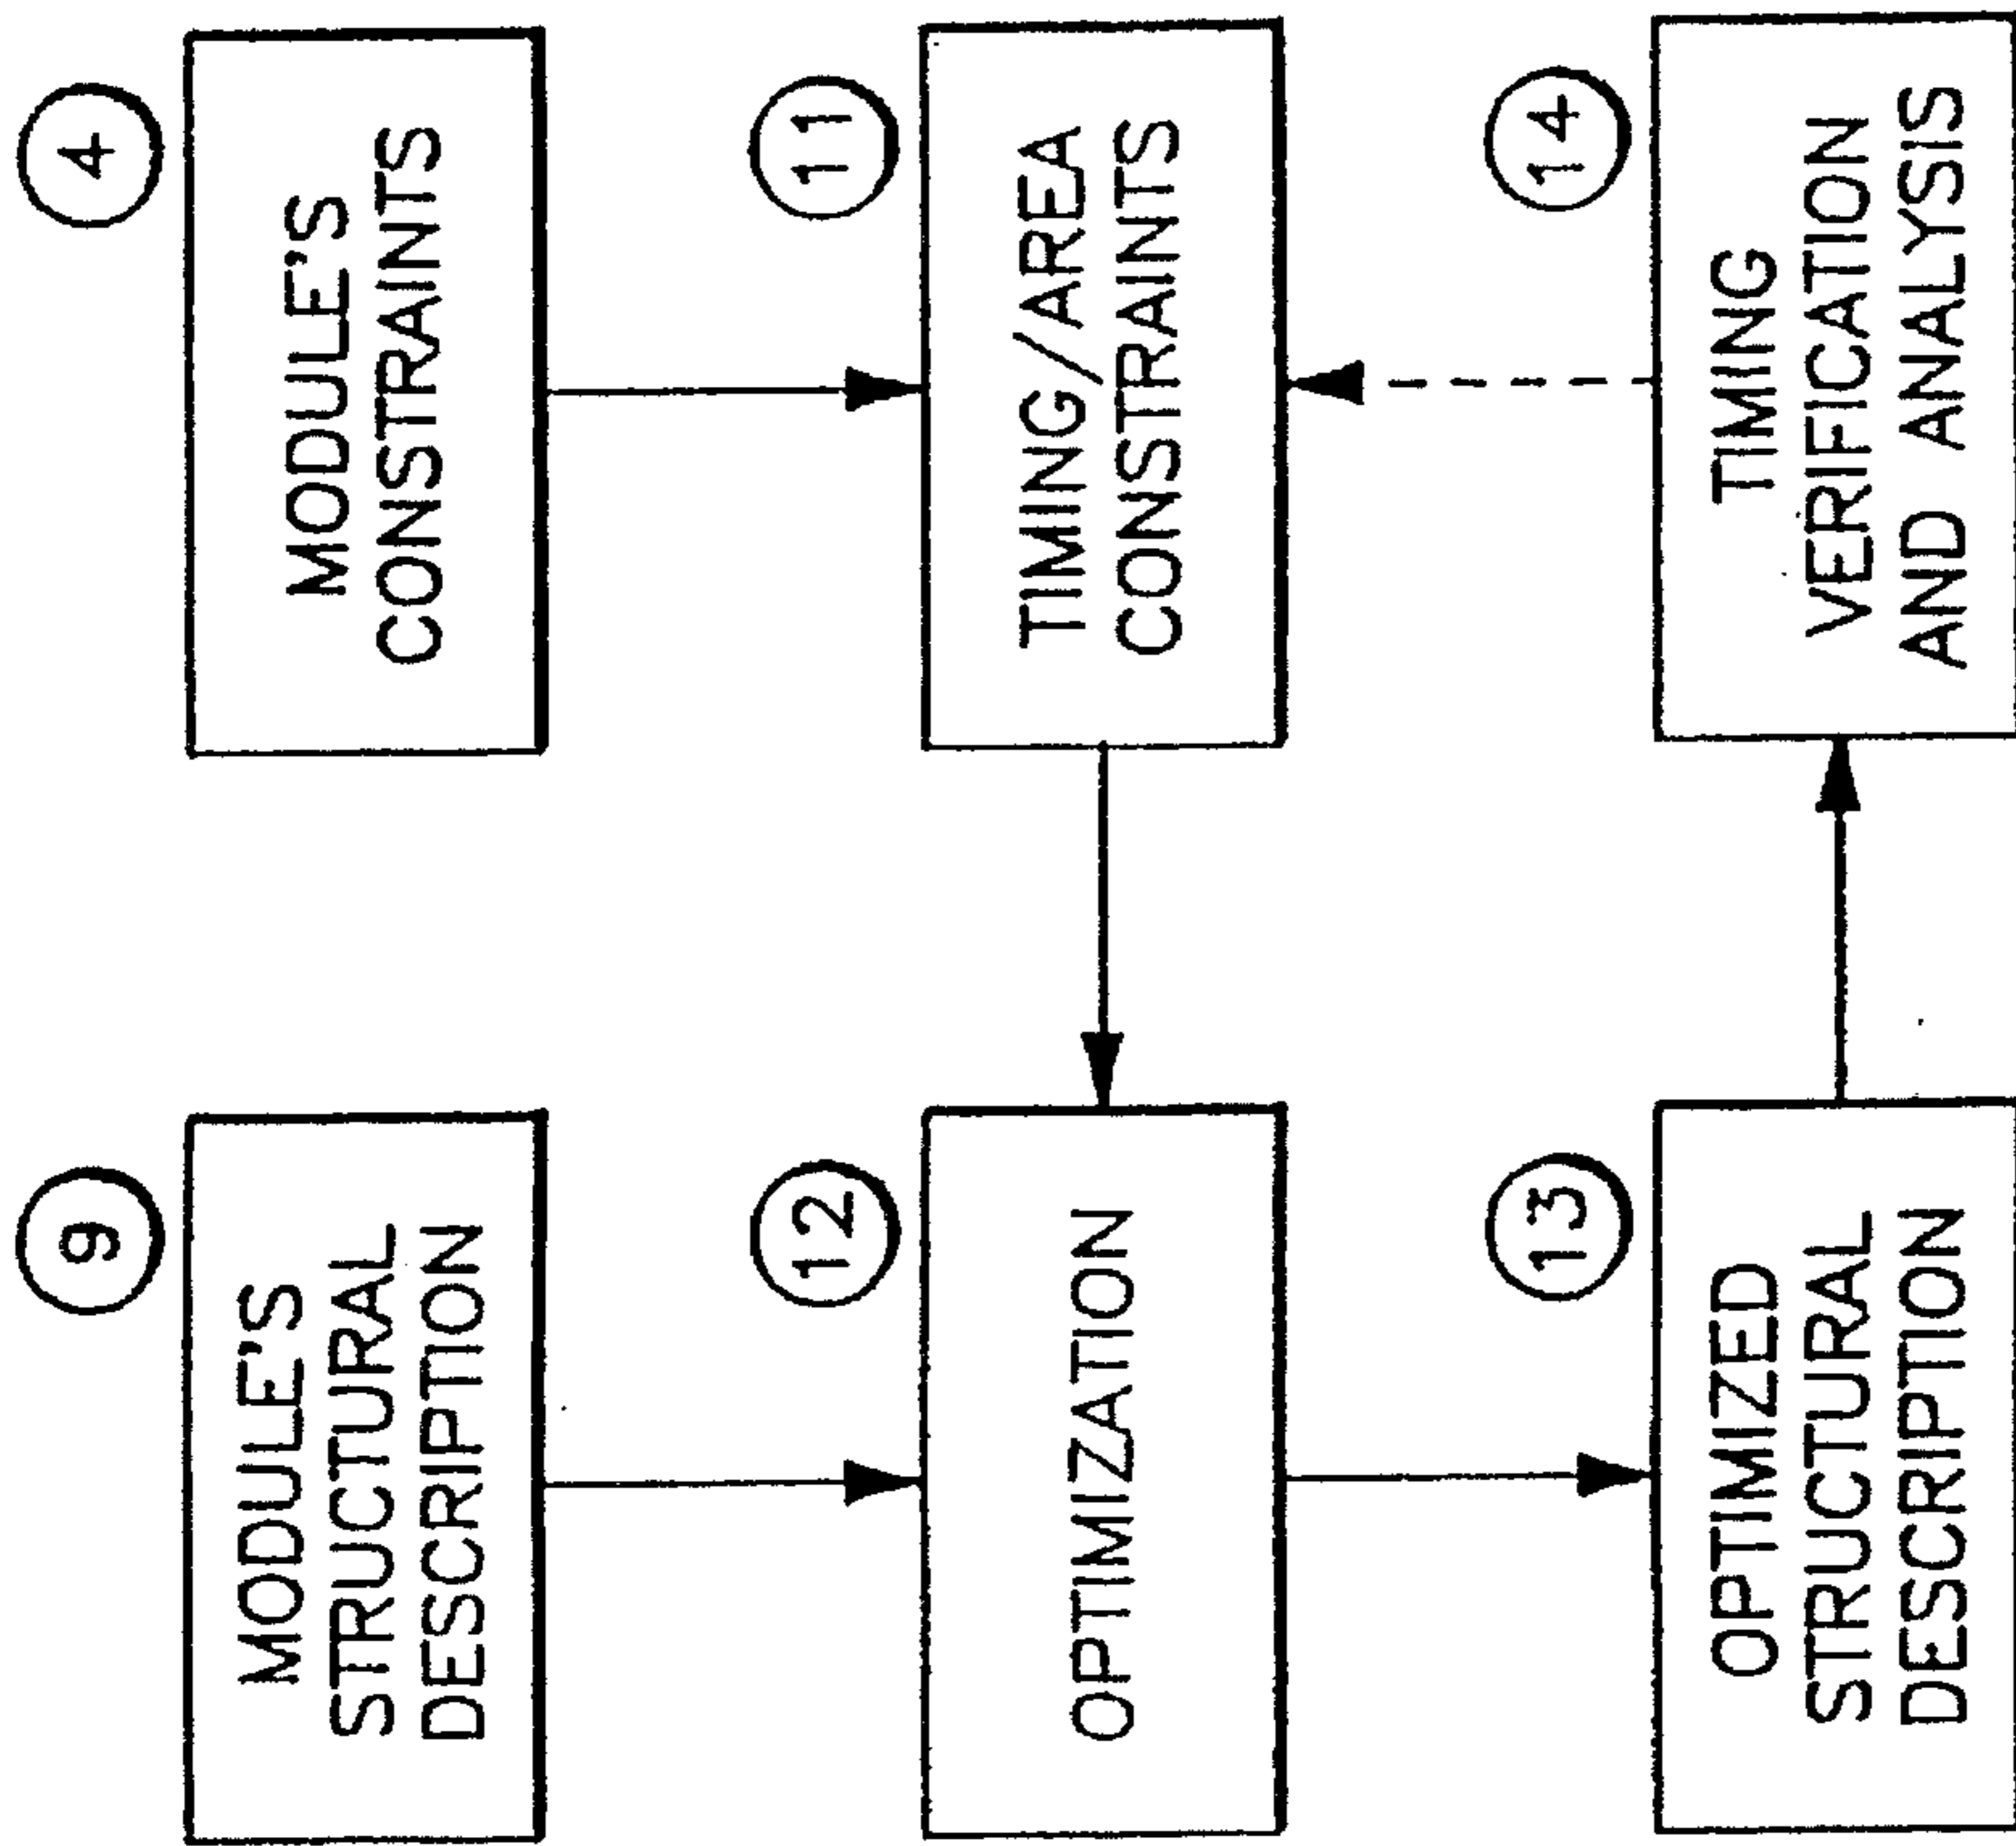 9
MODULE'S
STRUCTURAL
DESCRIPTION
4
MODULE'S
CONSTRAINTS
12
OPTIMIZATION
11
TIMING/AREA
CONSTRAINTS
13
OPTIMIZED
STRUCTURAL
DESCRIPTION
14
TIMING
VERIFICATION
AND ANALYSIS